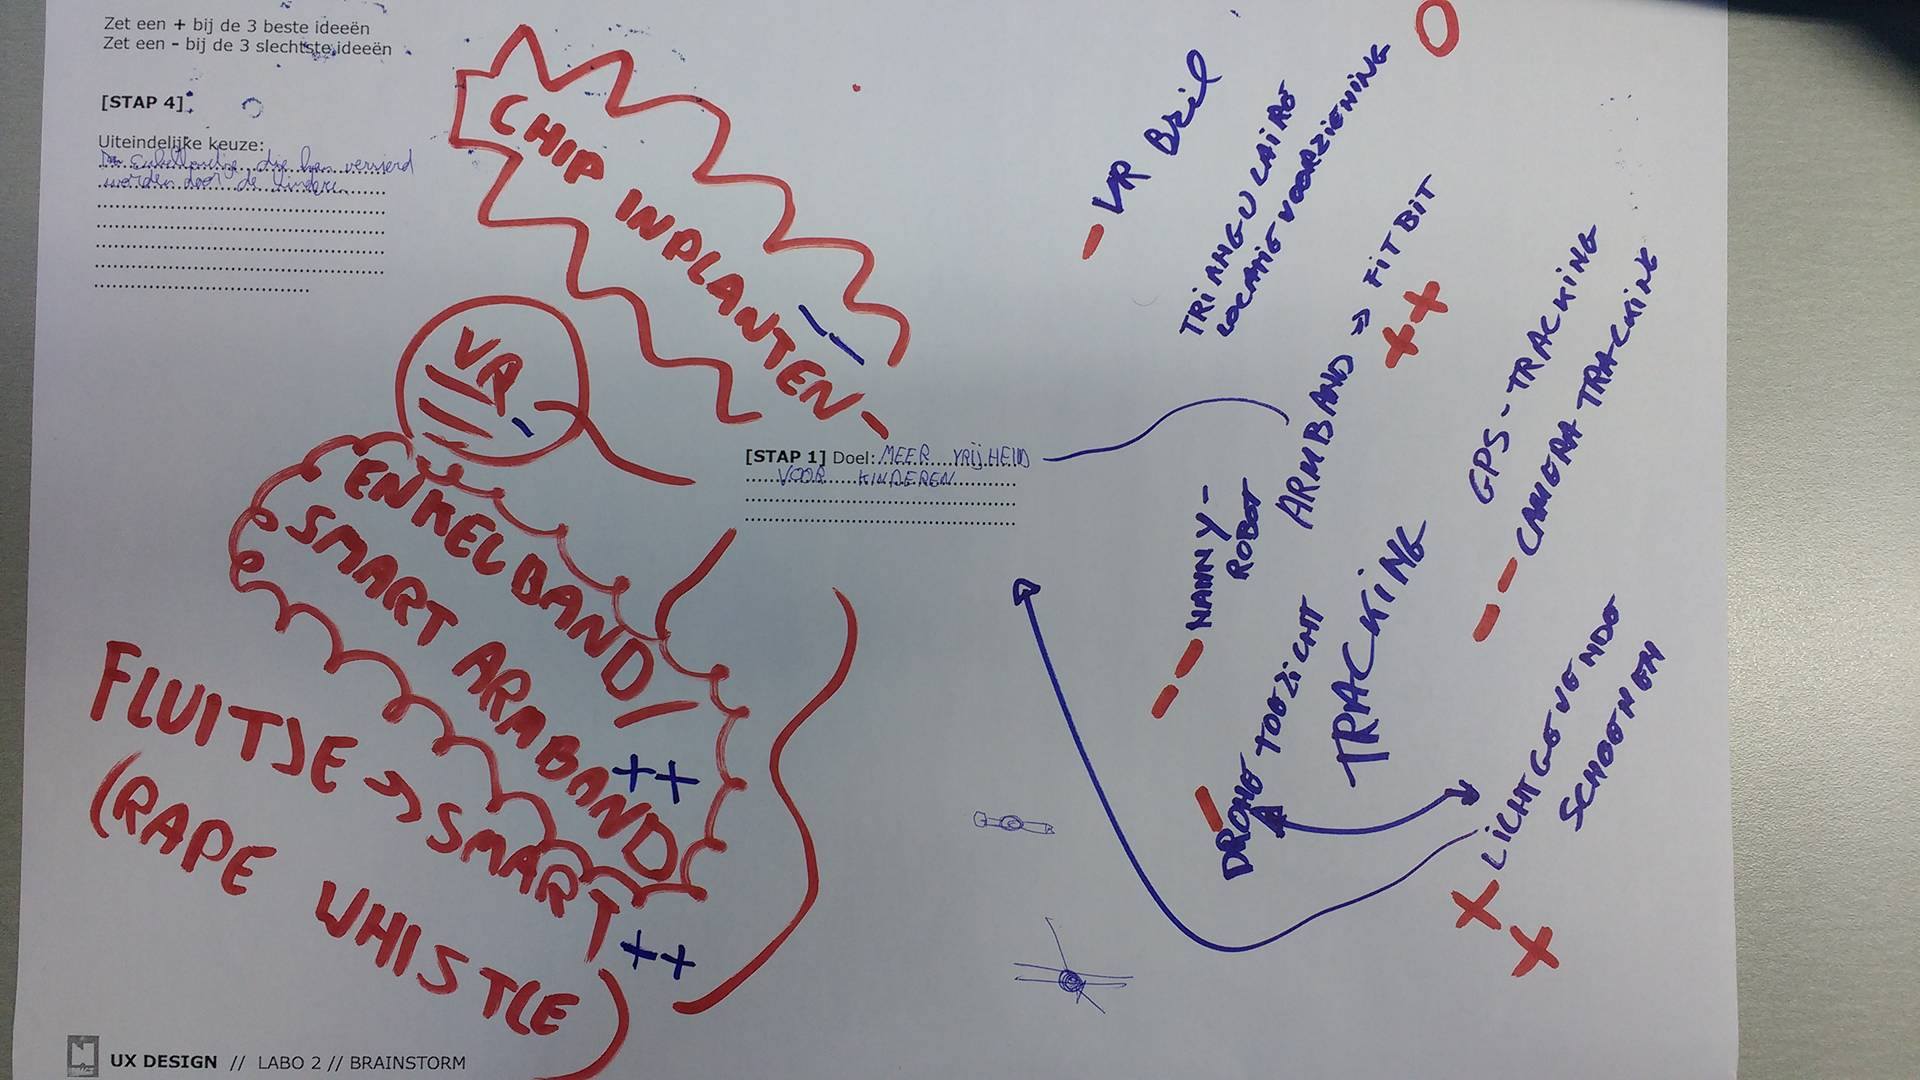 Zet een + bij de 3 beste ideeën
Zet een - bij de 3 slechtste ideeën
[STAP 4]:
Uiteindelijke keuze:
die kan versierd
worden door de kinderen
CHIP INPLANTEN -
--
VR
-
ENKELBAND/
SMART ARMBAND
++
FLUITJE → SMART
(RAPE WHISTLE)
++
[STAP 1] Doel: MEER VRIJHEID
VOOR KINDEREN
- VR Bril
O
TRIANGULAIRE
LOCATIEVOORZIENING
ARMBAND => FITBIT
++
-- NANNY-
ROBOT
GPS-TRACKING
-- CAMERA TRACKING
TRACKING
- DRONE TOEZICHT
LICHTGEVENDE
SCHOENEN
++
UX DESIGN // LABO 2 // BRAINSTORM